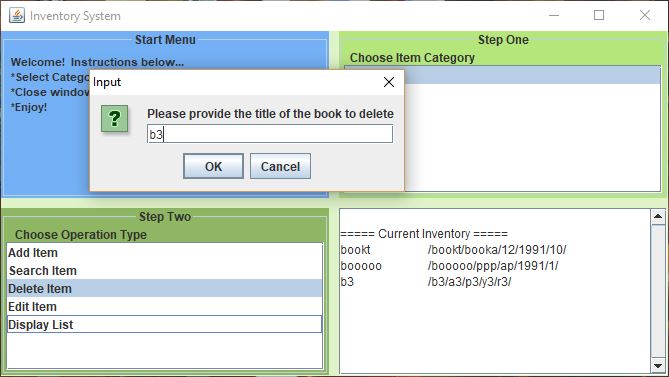 Inventory System
Start Menu
Welcome! Instructions below...
*Select Catego
*Close window
*Enjoy!
Step One
Choose Item Category
Input
Please provide the title of the book to delete
?
b3
OK
Cancel
Step Two
Choose Operation Type
Add Item
Search Item
Delete Item
Edit Item
Display List
===== Current Inventory =====
bookt /bookt/booka/12/1991/10/
booooo /booooo/ppp/ap/1991/1/
b3 /b3/a3/p3/y3/r3/